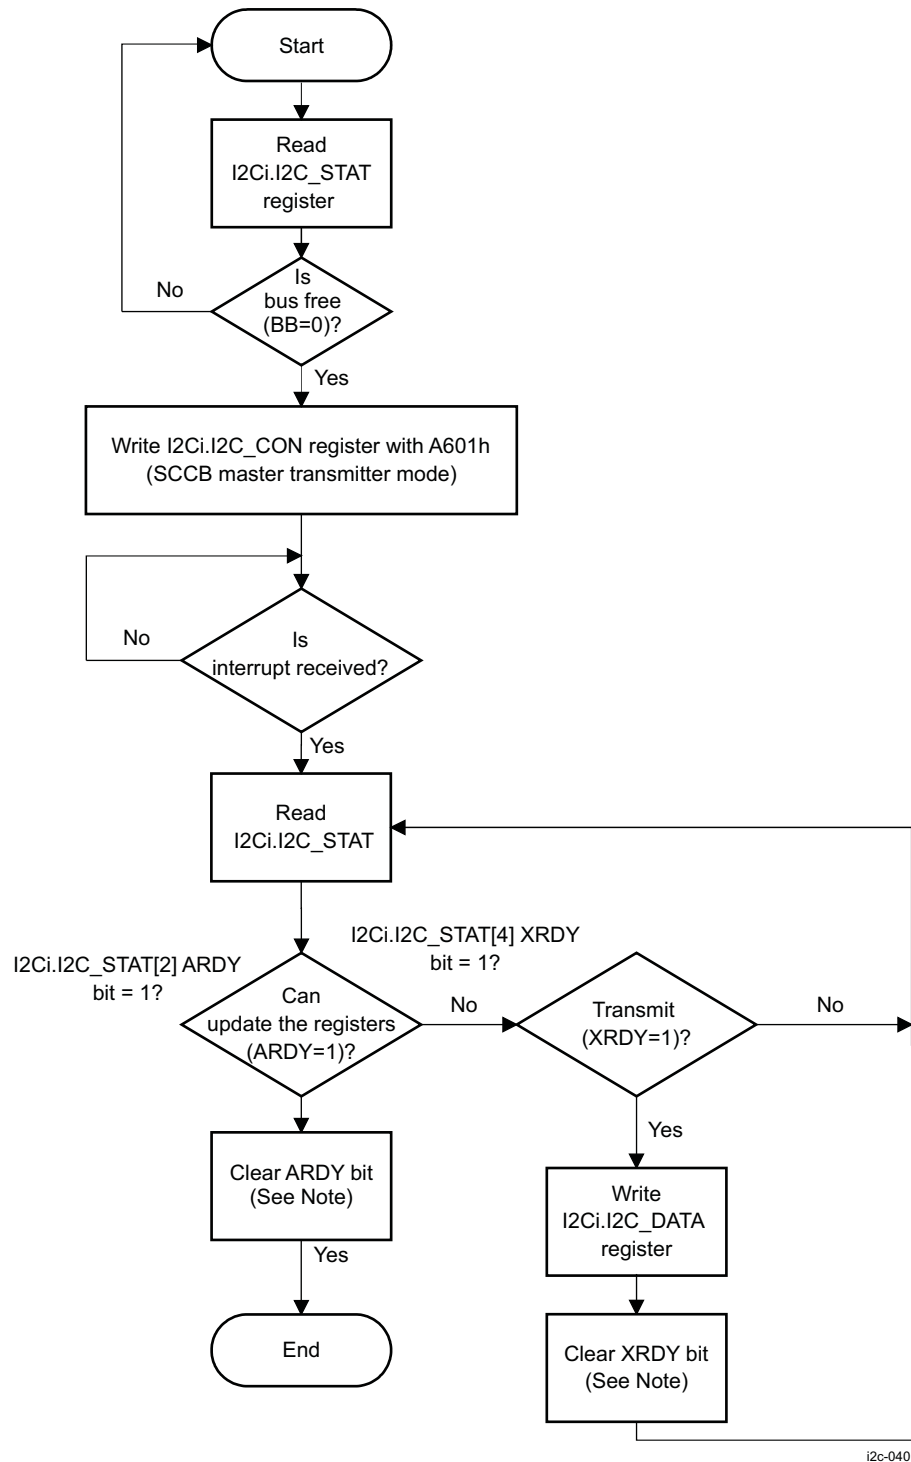 Start
Read
I2Ci.I2C_STAT
register
Is
bus free
(BB=0)?
No
Yes
Write I2Ci.I2C_CON register with A601h
(SCCB master transmitter mode)
Is
interrupt received?
No
Yes
Read
I2Ci.I2C_STAT
I2Ci.I2C_STAT[2] ARDY
bit = 1?
Can
update the registers
(ARDY=1)?
No
I2Ci.I2C_STAT[4] XRDY
bit = 1?
Transmit
(XRDY=1)?
No
Yes
Clear ARDY bit
(See Note)
Yes
End
Write
I2Ci.I2C_DATA
register
Clear XRDY bit
(See Note)
i2c-040